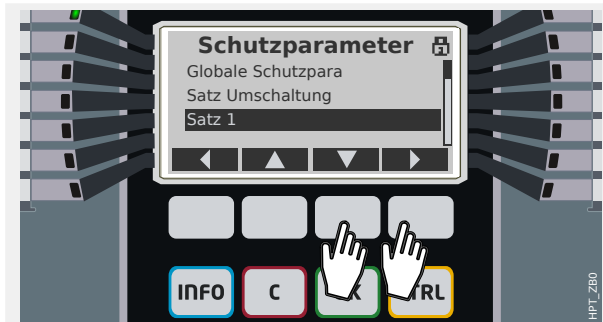 Schutzparameter
Globale Schutzpara
Satz Umschaltung
Satz 1
INFO
C
K
TRL
HPT_ZB0